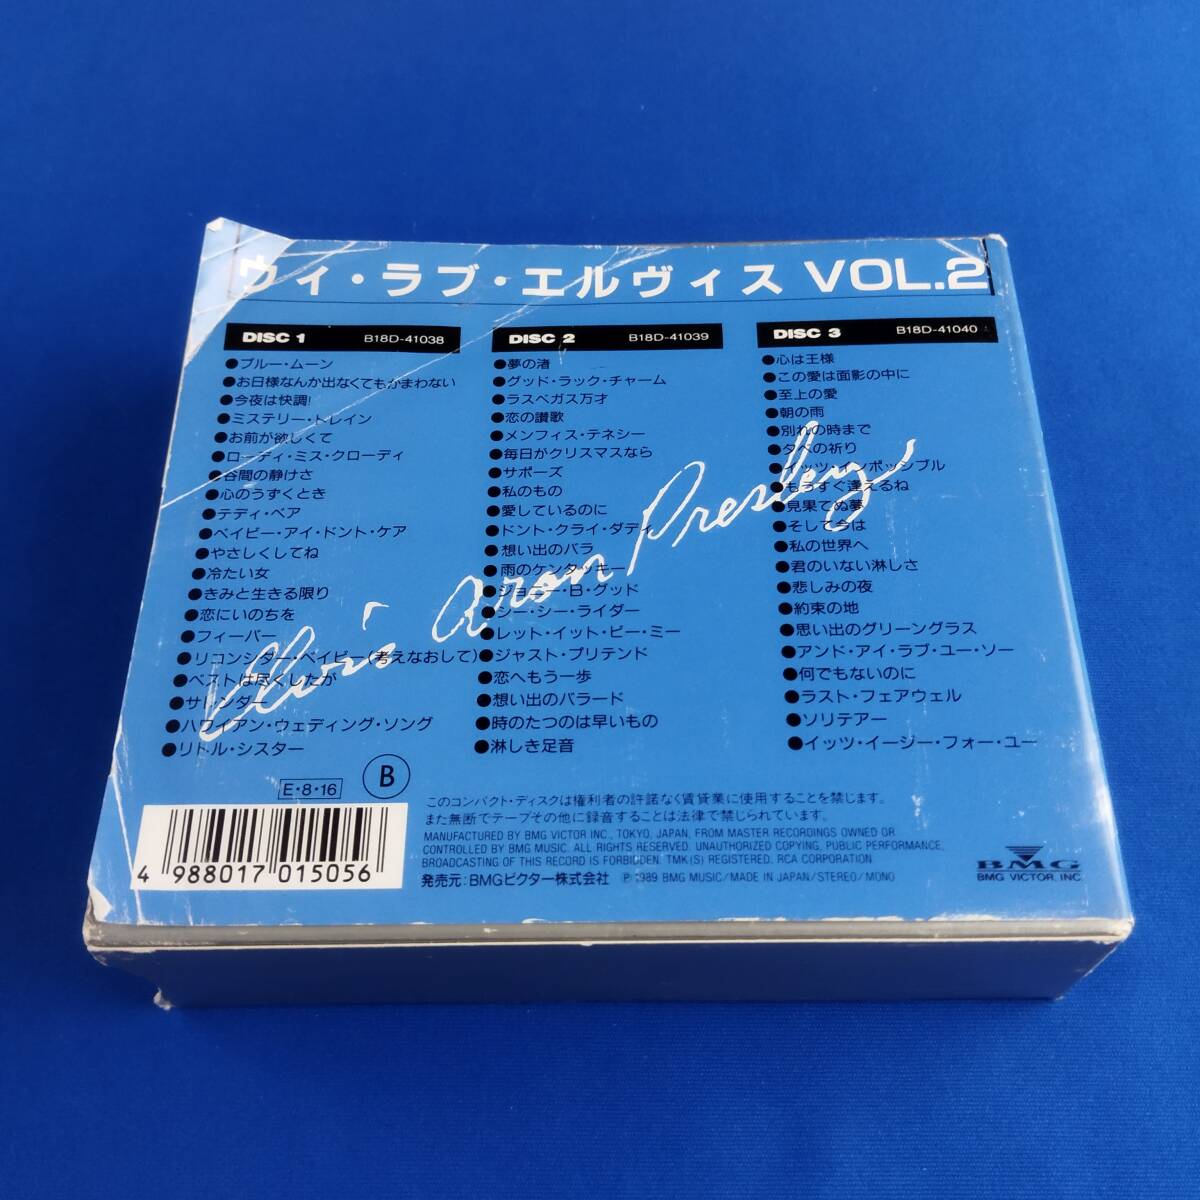 ウィ・ラブ・エルヴィス VOL.2
DISC 1 B18D-41038
●ブルー・ムーン
●お日様なんか出なくてもかまわない
●今夜は快調!
●ミステリー・トレイン
●お前が欲しくて
●ローディ・ミス・クローディ
●谷間の静けさ
●心のうずくとき
●テディ・ベア
●ベイビー・アイ・ドント・ケア
●やさしくしてね
●冷たい女
●きみと生きる限り
●恋にいのちを
●フィーバー
●リコンシダー・ベイビー(考えなおして)
●ベストは尽くしたが
●サレンダー
●ハワイアン・ウェディング・ソング
●リトル・シスター
DISC 2 B18D-41039
●夢の渚
●グッド・ラック・チャーム
●ラスベガス万才
●恋の讃歌
●メンフィス・テネシー
●毎日がクリスマスなら
●サポーズ
●私のもの
●愛しているのに
●ドント・クライ・ダディ
●想い出のバラ
●雨のケンタッキー
●ジョニー・B・グッド
●シー・シー・ライダー
●レット・イット・ビー・ミー
●ジャスト・プリテンド
●恋へもう一歩
●想い出のバラード
●時のたつのは早いもの
●淋しき足音
DISC 3 B18D-41040
●心は王様
●この愛は面影の中に
●至上の愛
●朝の雨
●別れの時まで
●夕べの祈り
●イッツ・インポッシブル
●もうすぐ逢えるね
●見果てぬ夢
●そして今は
●私の世界へ
●君のいない淋しさ
●悲しみの夜
●約束の地
●思い出のグリーングラス
●アンド・アイ・ラブ・ユー・ソー
●何でもないのに
●ラスト・フェアウェル
●ソリテアー
●イッツ・イージー・フォー・ユー
Elvis Aron Presley
E・8・16
B
4 988017 015056
このコンパクト・ディスクは権利者の許諾なく賃貸業に使用することを禁じます。
また無断でテープその他に録音することは法律で禁じられています。
MANUFACTURED BY BMG VICTOR INC., TOKYO, JAPAN, FROM MASTER RECORDINGS OWNED OR
CONTROLLED BY BMG MUSIC. ALL RIGHTS RESERVED. UNAUTHORIZED COPYING, PUBLIC PERFORMANCE,
BROADCASTING OF THIS RECORD IS FORBIDDEN. TMK(S) REGISTERED. RCA CORPORATION
発売元:BMGビクター株式会社 ℗1989 BMG MUSIC/MADE IN JAPAN/STEREO/MONO
BMG
BMG VICTOR, INC.